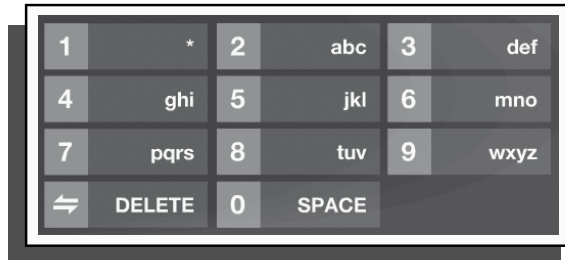 1 * 2 abc 3 def
4 ghi 5 jkl 6 mno
7 pqrs 8 tuv 9 wxyz
⇋ DELETE 0 SPACE